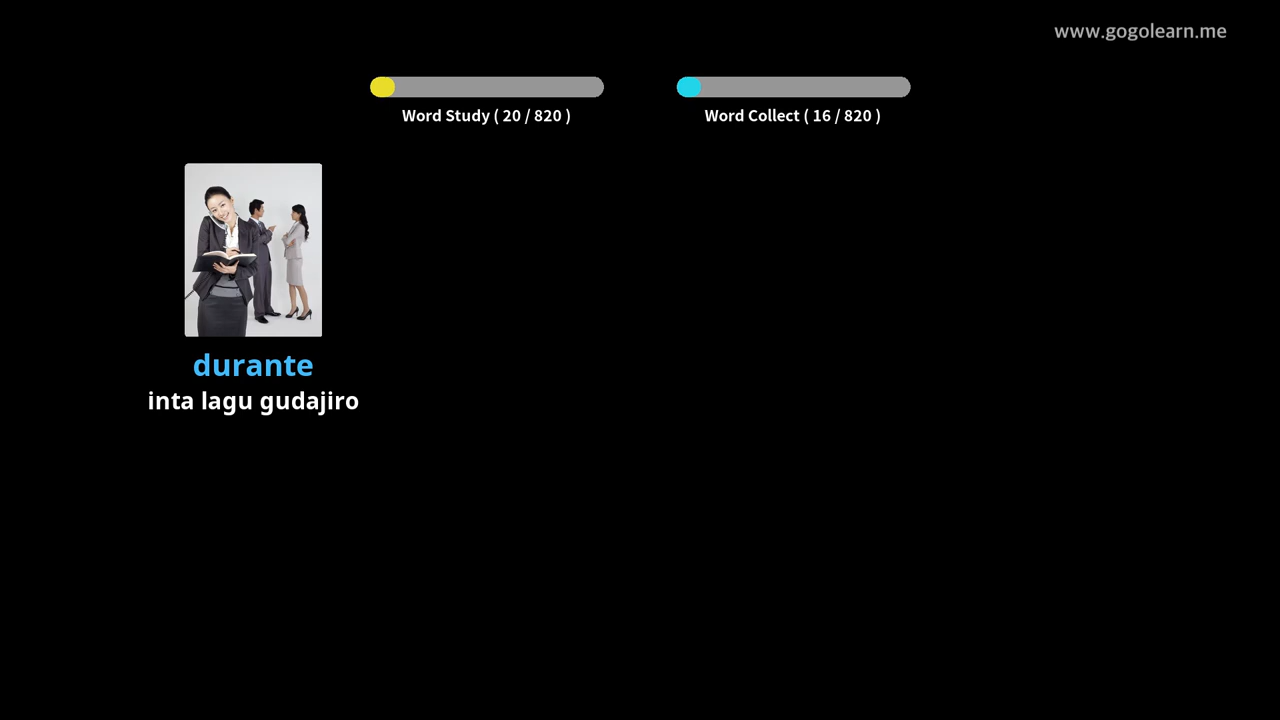 www.gogolearn.me
Word Study ( 20 / 820 )
Word Collect ( 16 / 820 )
durante
inta lagu gudajiro